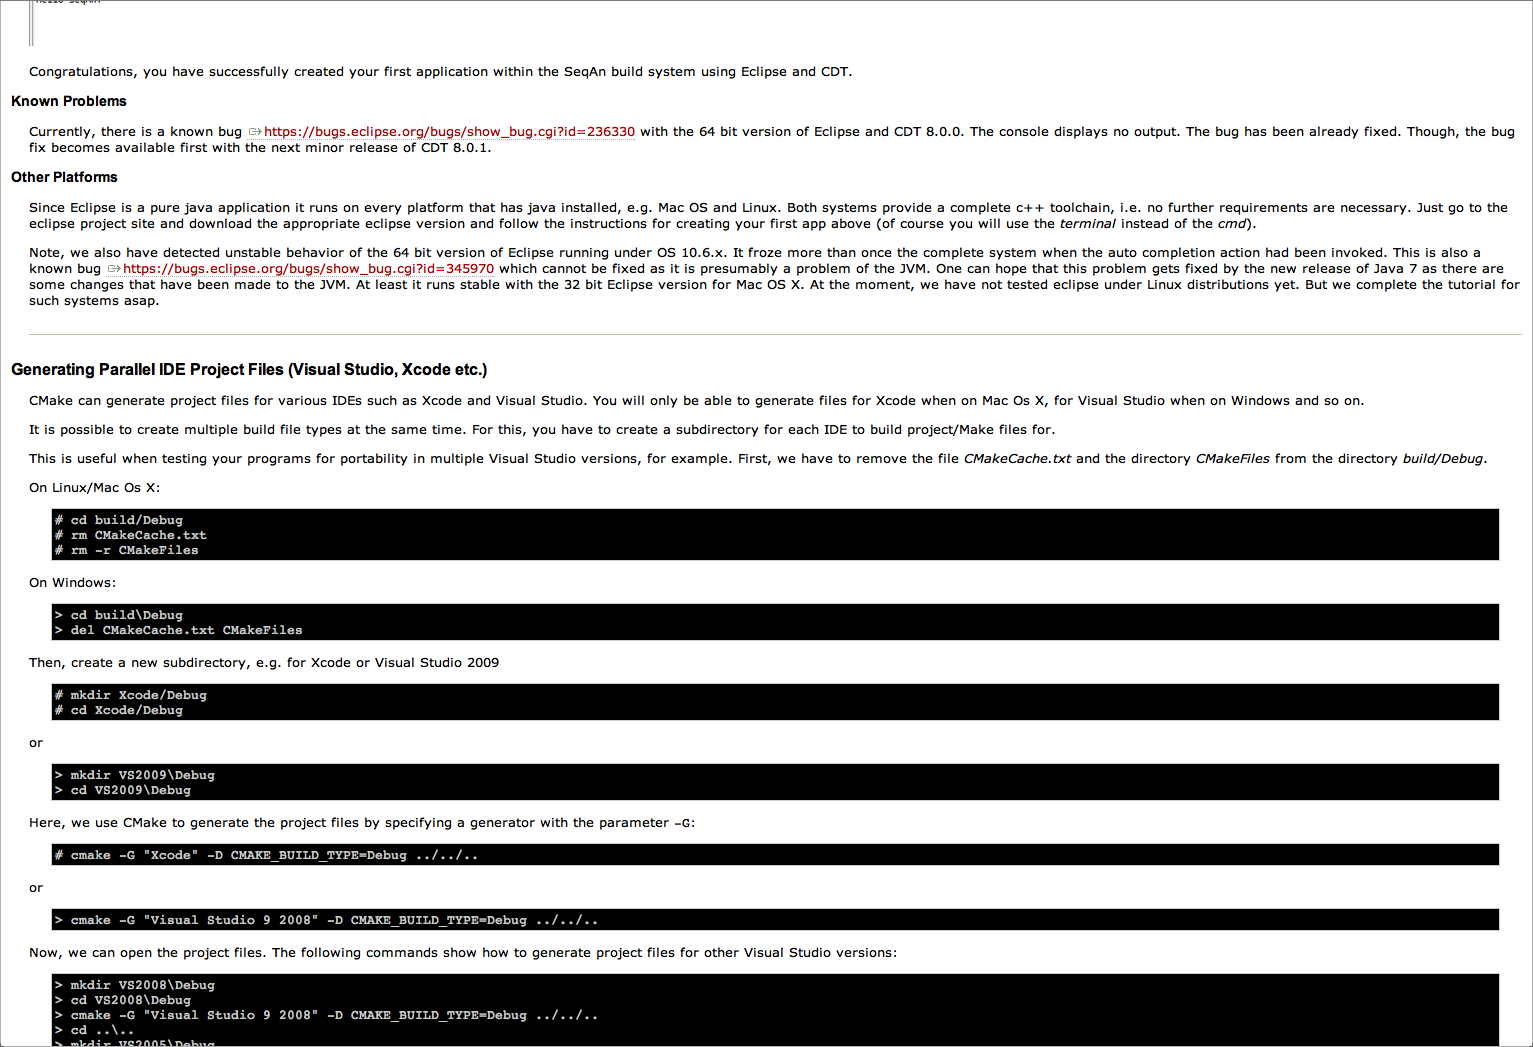 Congratulations, you have successfully created your first application within the SeqAn build system using Eclipse and CDT.
Known Problems
Currently, there is a known bug https://bugs.eclipse.org/bugs/show_bug.cgi?id=236330 with the 64 bit version of Eclipse and CDT 8.0.0. The console displays no output. The bug has been already fixed. Though, the bug
fix becomes available first with the next minor release of CDT 8.0.1.
Other Platforms
Since Eclipse is a pure java application it runs on every platform that has java installed, e.g. Mac OS and Linux. Both systems provide a complete c++ toolchain, i.e. no further requirements are necessary. Just go to the
eclipse project site and download the appropriate eclipse version and follow the instructions for creating your first app above (of course you will use the terminal instead of the cmd).
Note, we also have detected unstable behavior of the 64 bit version of Eclipse running under OS 10.6.x. It froze more than once the complete system when the auto completion action had been invoked. This is also a
known bug https://bugs.eclipse.org/bugs/show_bug.cgi?id=345970 which cannot be fixed as it is presumably a problem of the JVM. One can hope that this problem gets fixed by the new release of Java 7 as there are
some changes that have been made to the JVM. At least it runs stable with the 32 bit Eclipse version for Mac OS X. At the moment, we have not tested eclipse under Linux distributions yet. But we complete the tutorial for
such systems asap.
Generating Parallel IDE Project Files (Visual Studio, Xcode etc.)
CMake can generate project files for various IDEs such as Xcode and Visual Studio. You will only be able to generate files for Xcode when on Mac Os X, for Visual Studio when on Windows and so on.
It is possible to create multiple build file types at the same time. For this, you have to create a subdirectory for each IDE to build project/Make files for.
This is useful when testing your programs for portability in multiple Visual Studio versions, for example. First, we have to remove the file CMakeCache.txt and the directory CMakeFiles from the directory build/Debug.
On Linux/Mac Os X:
# cd build/Debug
# rm CMakeCache.txt
# rm -r CMakeFiles
On Windows:
> cd build\Debug
> del CMakeCache.txt CMakeFiles
Then, create a new subdirectory, e.g. for Xcode or Visual Studio 2009
# mkdir Xcode/Debug
# cd Xcode/Debug
or
> mkdir VS2009\Debug
> cd VS2009\Debug
Here, we use CMake to generate the project files by specifying a generator with the parameter -G:
# cmake -G "Xcode" -D CMAKE_BUILD_TYPE=Debug ../../..
or
> cmake -G "Visual Studio 9 2008" -D CMAKE_BUILD_TYPE=Debug ../../..
Now, we can open the project files. The following commands show how to generate project files for other Visual Studio versions:
> mkdir VS2008\Debug
> cd VS2008\Debug
> cmake -G "Visual Studio 9 2008" -D CMAKE_BUILD_TYPE=Debug ../../..
> cd ..\..
> mkdir VS2005\Debug